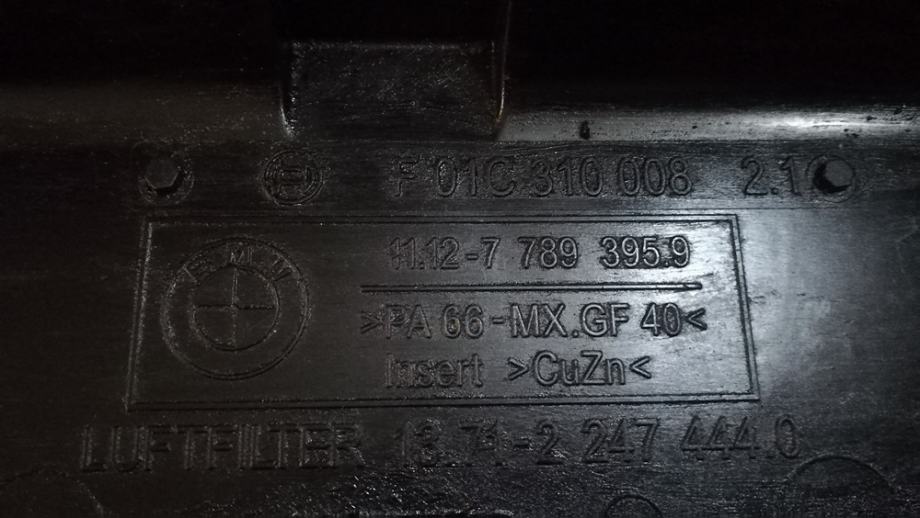 F 01C 310 008 2.1
BMW
11.12-7 789 395.9
>PA 66-MX.GF 40<
Insert >CuZn<
LUFTFILTER 13.71-2 247 444.0